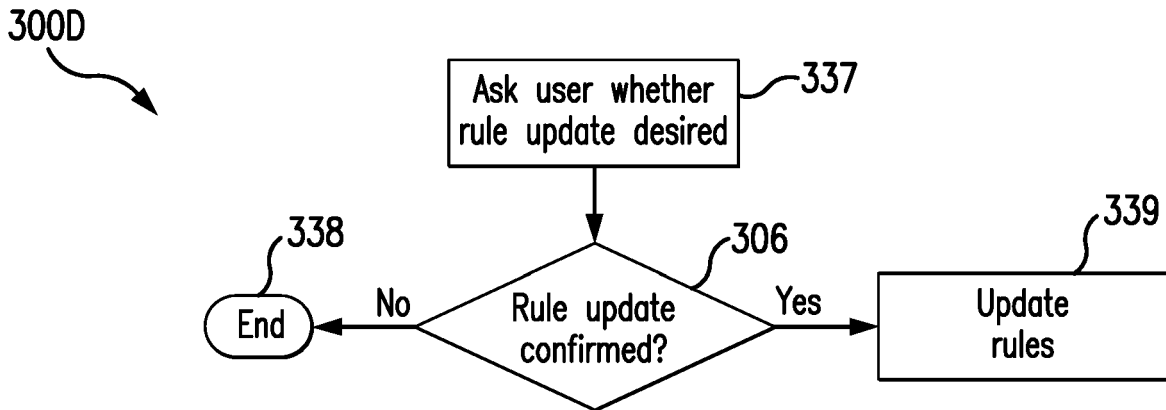 300D
Ask user whether
rule update desired
337
338
306
339
No
Yes
End
Rule update
confirmed?
Update
rules